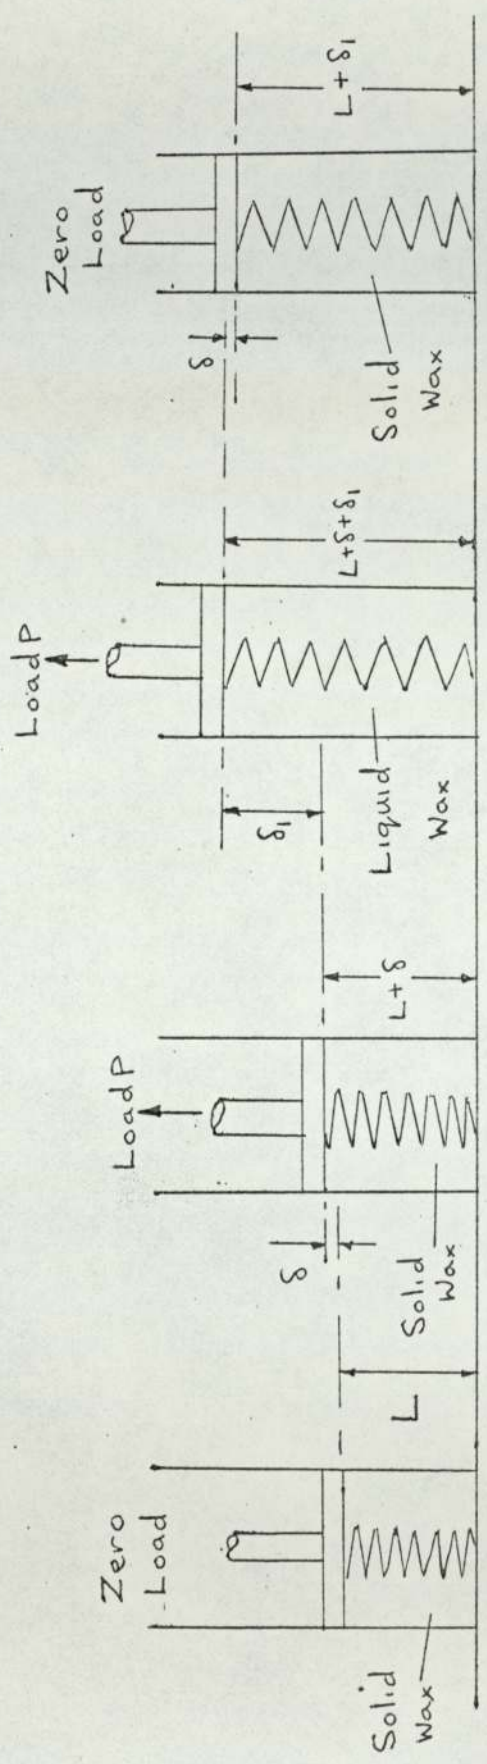 Zero
Load
Solid
Wax
L
Load P
δ
Solid
Wax
L+δ
Load P
δ₁
Liquid
Wax
L+δ+δ₁
Zero
Load
δ
Solid
Wax
L+δ₁